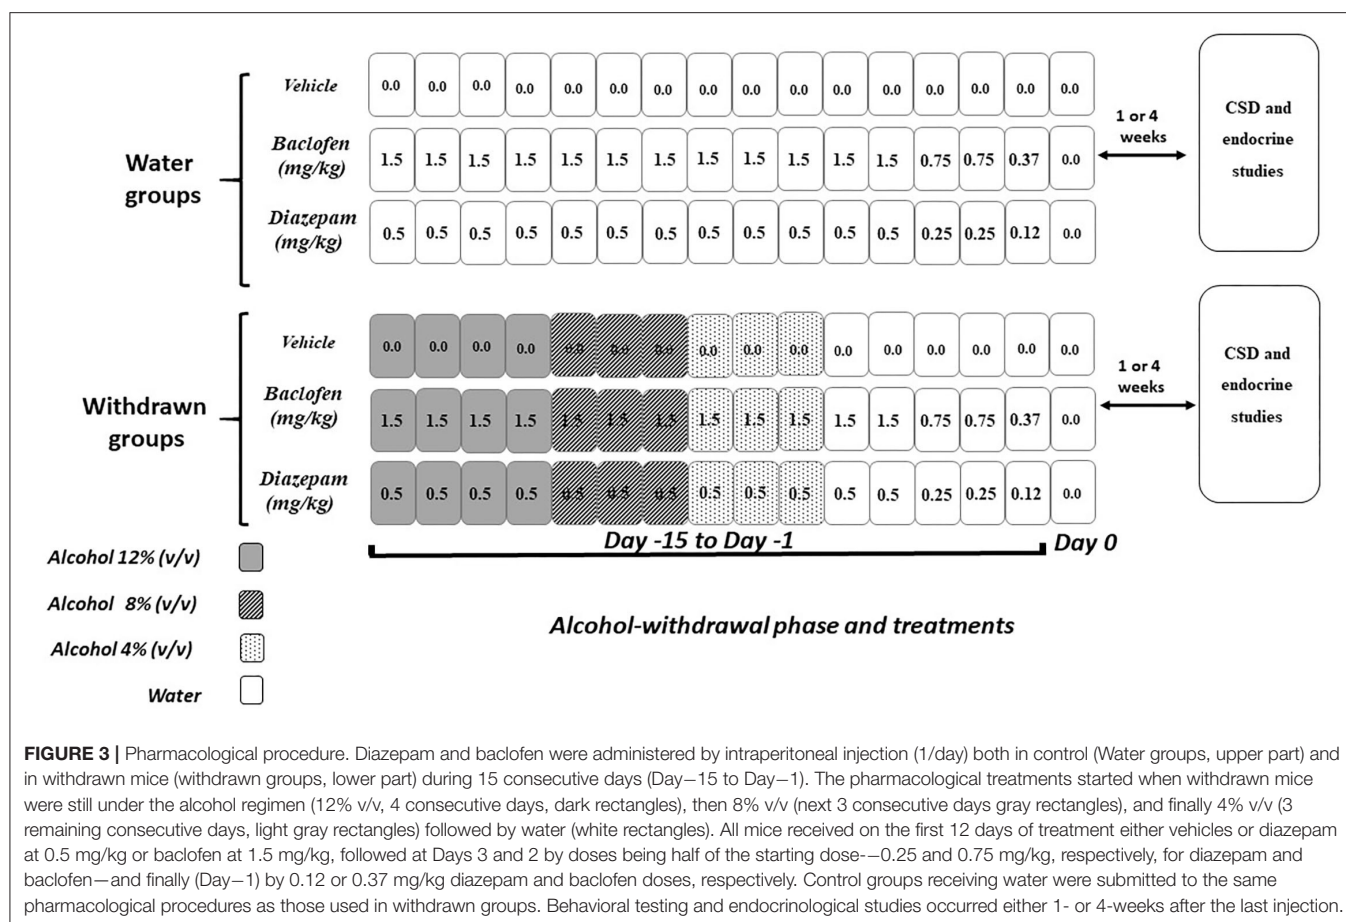 Vehicle 0.0 0.0 0.0 0.0 0.0 0.0 0.0 0.0 0.0 0.0 0.0 0.0 0.0 0.0 0.0 0.0
Water
groups
Baclofen
(mg/kg)
1.5 1.5 1.5 1.5 1.5 1.5 1.5 1.5 1.5 1.5 1.5 1.5 0.75 0.75 0.37 0.0
Diazepam
(mg/kg)
0.5 0.5 0.5 0.5 0.5 0.5 0.5 0.5 0.5 0.5 0.5 0.5 0.25 0.25 0.12 0.0
1 or 4
weeks
CSD and
endocrine
studies
Vehicle 0.0 0.0 0.0 0.0 0.0 0.0 0.0 0.0 0.0 0.0 0.0 0.0 0.0 0.0 0.0 0.0
Withdrawn
groups
Baclofen
(mg/kg)
1.5 1.5 1.5 1.5 1.5 1.5 1.5 1.5 1.5 1.5 1.5 1.5 0.75 0.75 0.37 0.0
Diazepam
(mg/kg)
0.5 0.5 0.5 0.5 0.5 0.5 0.5 0.5 0.5 0.5 0.5 0.5 0.25 0.25 0.12 0.0
1 or 4
weeks
CSD and
endocrine
studies
Day -15 to Day -1 Day 0
Alcohol 12% (v/v)
Alcohol 8% (v/v)
Alcohol 4% (v/v)
Water
Alcohol-withdrawal phase and treatments
FIGURE 3 | Pharmacological procedure. Diazepam and baclofen were administered by intraperitoneal injection (1/day) both in control (Water groups, upper part) and
in withdrawn mice (withdrawn groups, lower part) during 15 consecutive days (Day−15 to Day−1). The pharmacological treatments started when withdrawn mice
were still under the alcohol regimen (12% v/v, 4 consecutive days, dark rectangles), then 8% v/v (next 3 consecutive days gray rectangles), and finally 4% v/v (3
remaining consecutive days, light gray rectangles) followed by water (white rectangles). All mice received on the first 12 days of treatment either vehicles or diazepam
at 0.5 mg/kg or baclofen at 1.5 mg/kg, followed at Days 3 and 2 by doses being half of the starting dose-−0.25 and 0.75 mg/kg, respectively, for diazepam and
baclofen—and finally (Day−1) by 0.12 or 0.37 mg/kg diazepam and baclofen doses, respectively. Control groups receiving water were submitted to the same
pharmacological procedures as those used in withdrawn groups. Behavioral testing and endocrinological studies occurred either 1- or 4-weeks after the last injection.